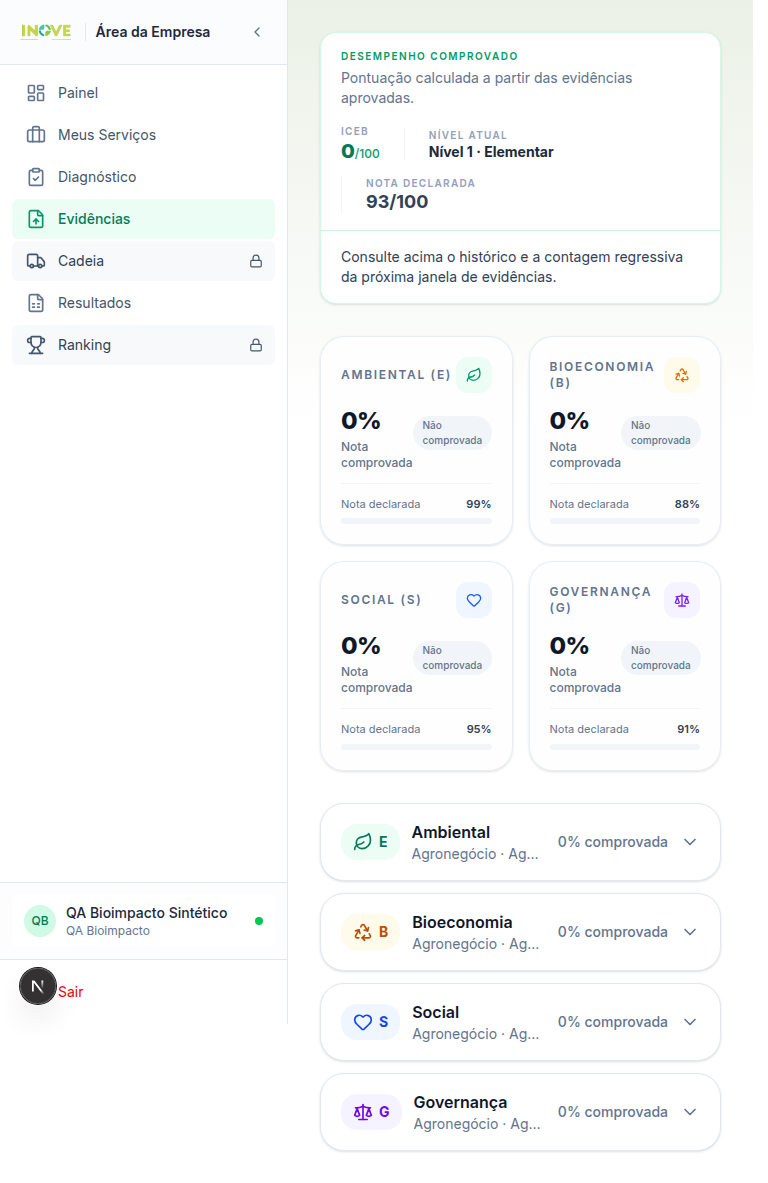 INOVE
Área da Empresa
Painel
Meus Serviços
Diagnóstico
Evidências
Cadeia
Resultados
Ranking
QB
QA Bioimpacto Sintético
QA Bioimpacto
N
Sair
DESEMPENHO COMPROVADO
Pontuação calculada a partir das evidências
aprovadas.
ICEB
0/100
NÍVEL ATUAL
Nível 1 · Elementar
NOTA DECLARADA
93/100
Consulte acima o histórico e a contagem regressiva
da próxima janela de evidências.
AMBIENTAL (E)
0%
Nota
comprovada
Não
comprovada
Nota declarada 99%
BIOECONOMIA
(B)
0%
Nota
comprovada
Não
comprovada
Nota declarada 88%
SOCIAL (S)
0%
Nota
comprovada
Não
comprovada
Nota declarada 95%
GOVERNANÇA
(G)
0%
Nota
comprovada
Não
comprovada
Nota declarada 91%
E
Ambiental
Agronegócio · Ag...
0% comprovada
B
Bioeconomia
Agronegócio · Ag...
0% comprovada
S
Social
Agronegócio · Ag...
0% comprovada
G
Governança
Agronegócio · Ag...
0% comprovada